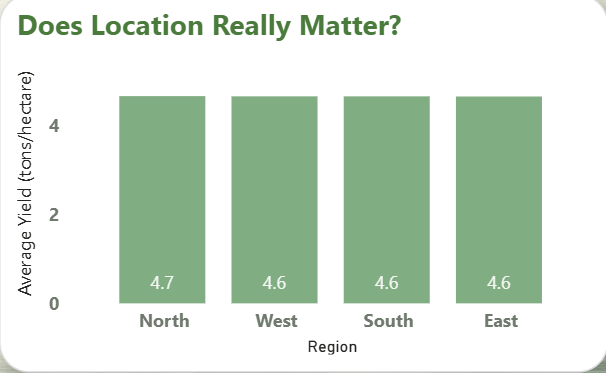 Does Location Really Matter?
Average Yield (tons/hectare)
4
2
0
4.7 4.6 4.6 4.6
North West South East
Region